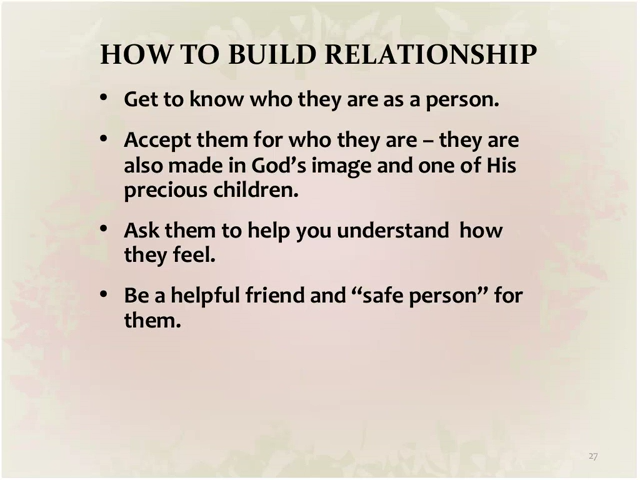 HOW TO BUILD RELATIONSHIP
• Get to know who they are as a person.
• Accept them for who they are – they are
also made in God’s image and one of His
precious children.
• Ask them to help you understand  how
they feel.
• Be a helpful friend and “safe person” for
them.
27